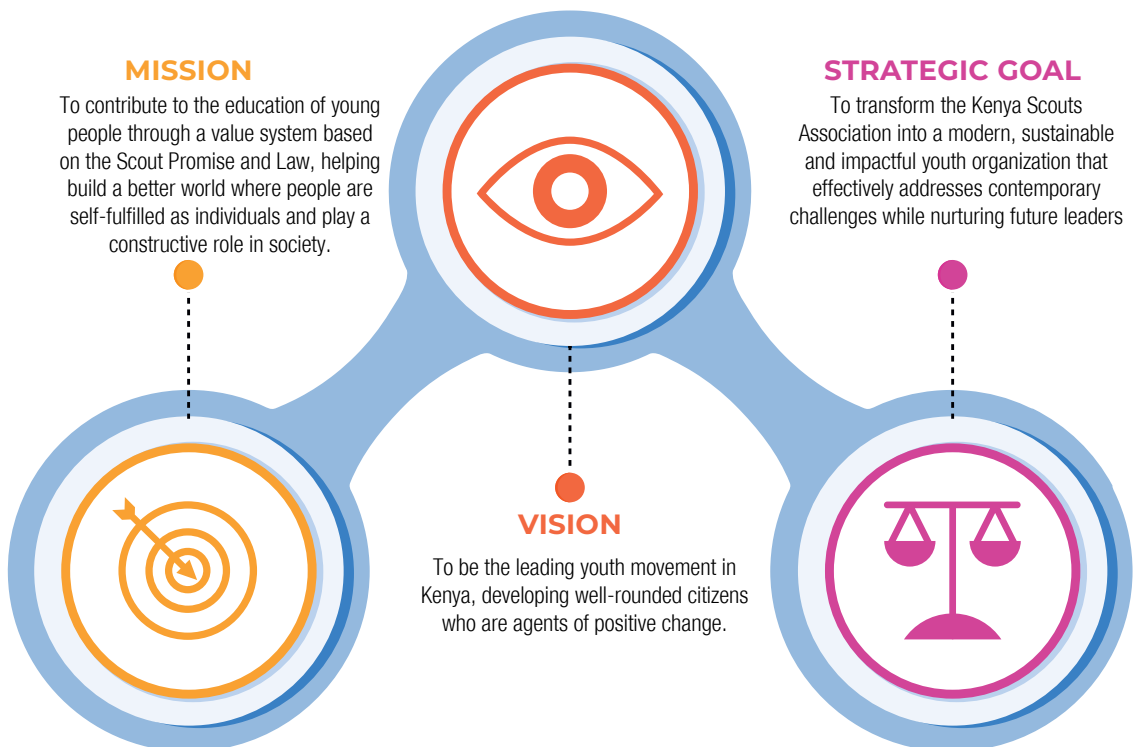 MISSION
To contribute to the education of young
people through a value system based
on the Scout Promise and Law, helping
build a better world where people are
self-fulfilled as individuals and play a
constructive role in society.
VISION
To be the leading youth movement in
Kenya, developing well-rounded citizens
who are agents of positive change.
STRATEGIC GOAL
To transform the Kenya Scouts
Association into a modern, sustainable
and impactful youth organization that
effectively addresses contemporary
challenges while nurturing future leaders